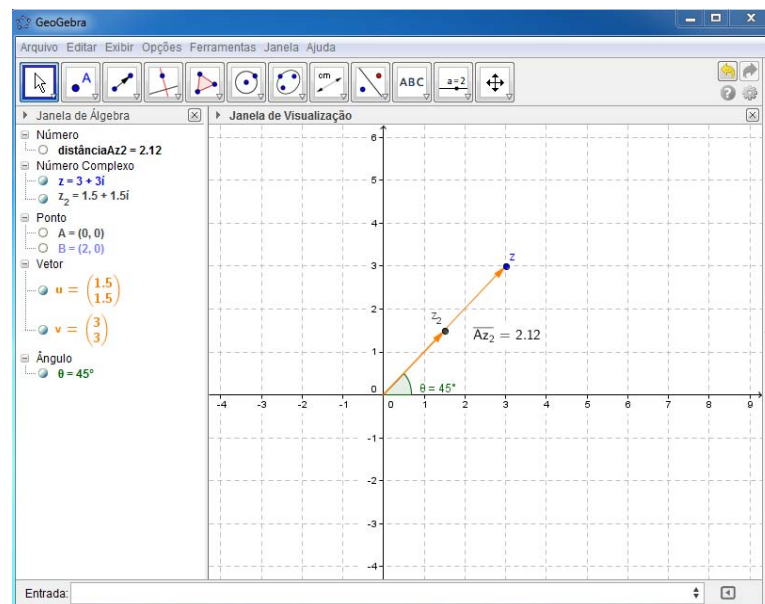 GeoGebra
Arquivo Editar Exibir Opções Ferramentas Janela Ajuda
A
cm
ABC
a=2
Janela de Álgebra
Janela de Visualização
Número
distânciaAz2 = 2.12
Número Complexo
z = 3 + 3í
z₂ = 1.5 + 1.5í
Ponto
A = (0, 0)
B = (2, 0)
Vetor
u = (1.5
1.5)
v = (3
3)
Ângulo
θ = 45°
6
5
4
3
2
1
0
-1
-2
-3
-4
z
z₂
Az₂ = 2.12
θ = 45°
-4 -3 -2 -1 0 1 2 3 4 5 6 7 8 9
Entrada: